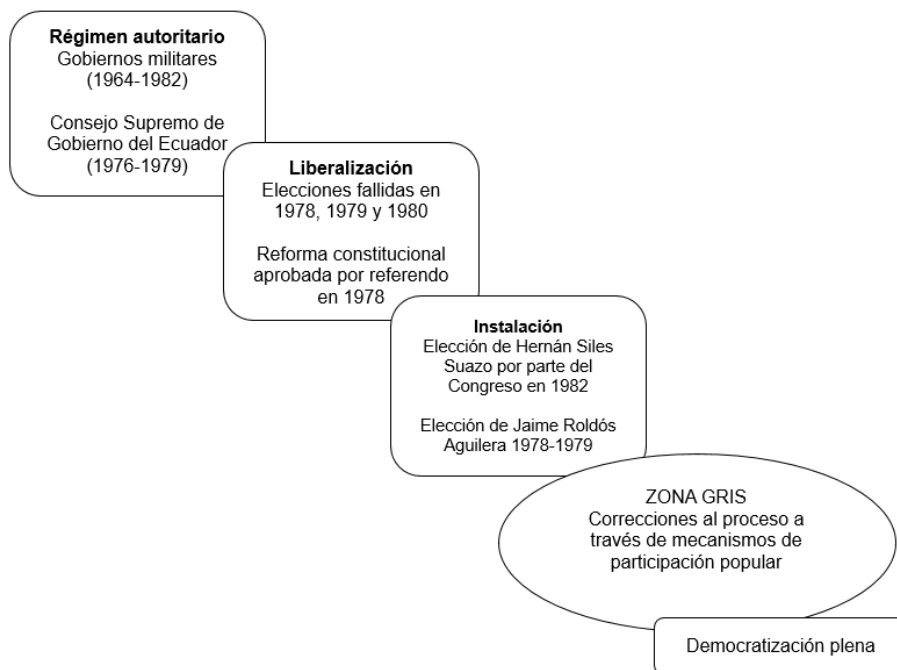 Régimen autoritario
Gobiernos militares
(1964-1982)
Consejo Supremo de
Gobierno del Ecuador
(1976-1979)
Liberalización
Elecciones fallidas en
1978, 1979 y 1980
Reforma constitucional
aprobada por referendo
en 1978
Instalación
Elección de Hernán Siles
Suazo por parte del
Congreso en 1982
Elección de Jaime Roldós
Aguilera 1978-1979
ZONA GRIS
Correcciones al proceso a
través de mecanismos de
participación popular
Democratización plena